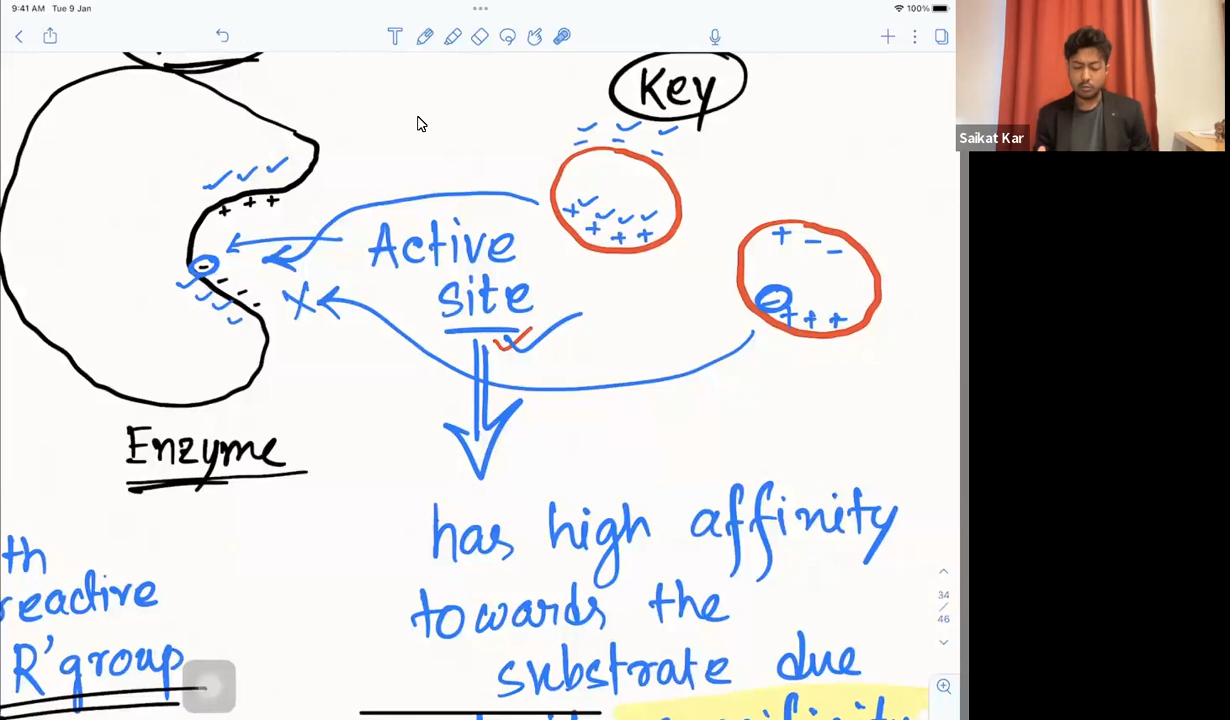 9:41 AM Tue 9 Jan
100%
Key
Saikat Kar
Active
site
Enzyme
has high affinity
towards the
substrate due
th
reactive
R' group
34
/
46